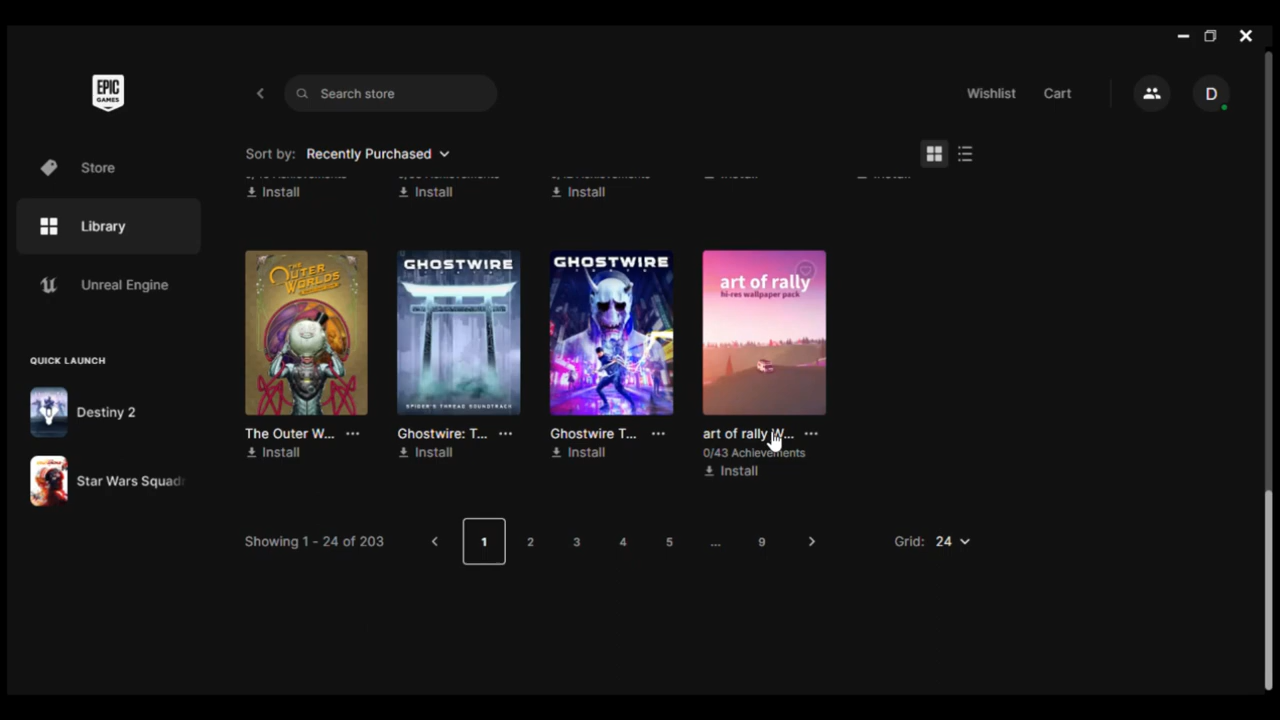 EPIC
GAMES
Search store
Wishlist
Cart
D
Store
Library
Unreal Engine
QUICK LAUNCH
Destiny 2
Star Wars Squad
Sort by: Recently Purchased
Install
Install
Install
THE
OUTER
WORLDS
GHOSTWIRE
SPIDER'S THREAD SOUNDTRACK
GHOSTWIRE
art of rally
hi-res wallpaper pack
The Outer W... ...
Install
Ghostwire: T... ...
Install
Ghostwire T... ...
Install
art of rally W... ...
0/43 Achievements
Install
Showing 1 - 24 of 203
1 2 3 4 5 ... 9
Grid: 24